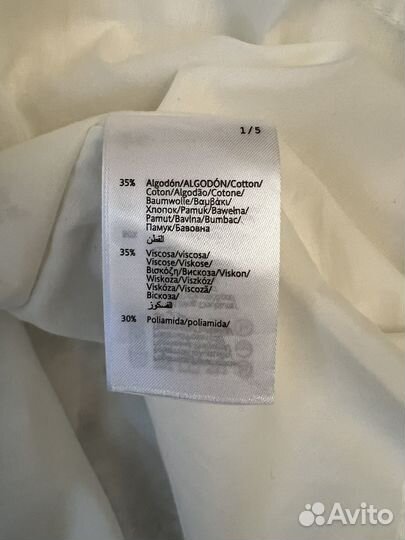 1/5
35% Algodón/ALGODÓN/Cotton/
Coton/Algodão/Cotone/
Baumwolle/Βαμβάκι/
Хлопок/Pamuk/Bawełna/
Pamut/Bavlna/Bumbac/
Памук/Бавовна
القطن
35% Viscosa/viscosa/
Viscose/Viskose/
Βισκόζη/Вискоза/Viskon/
Wiskoza/Viszkóz/
Viskóza/Viscoză/
Віскоза/
الفسكوز
30% Poliamida/poliamida/
Avito